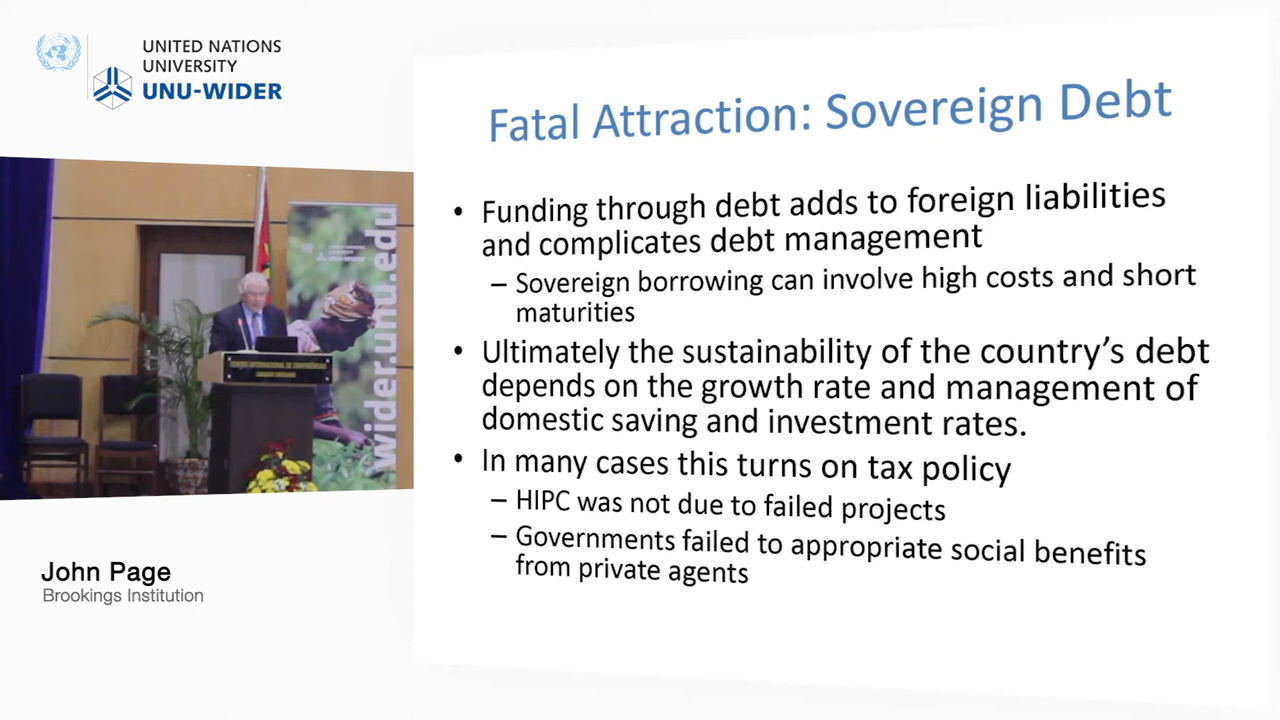 UNITED NATIONS
UNIVERSITY
UNU-WIDER
wider.unu.edu
John Page
Brookings Institution
Fatal Attraction: Sovereign Debt
• Funding through debt adds to foreign liabilities
and complicates debt management
– Sovereign borrowing can involve high costs and short
maturities
• Ultimately the sustainability of the country's debt
depends on the growth rate and management of
domestic saving and investment rates.
• In many cases this turns on tax policy
– HIPC was not due to failed projects
– Governments failed to appropriate social benefits
from private agents